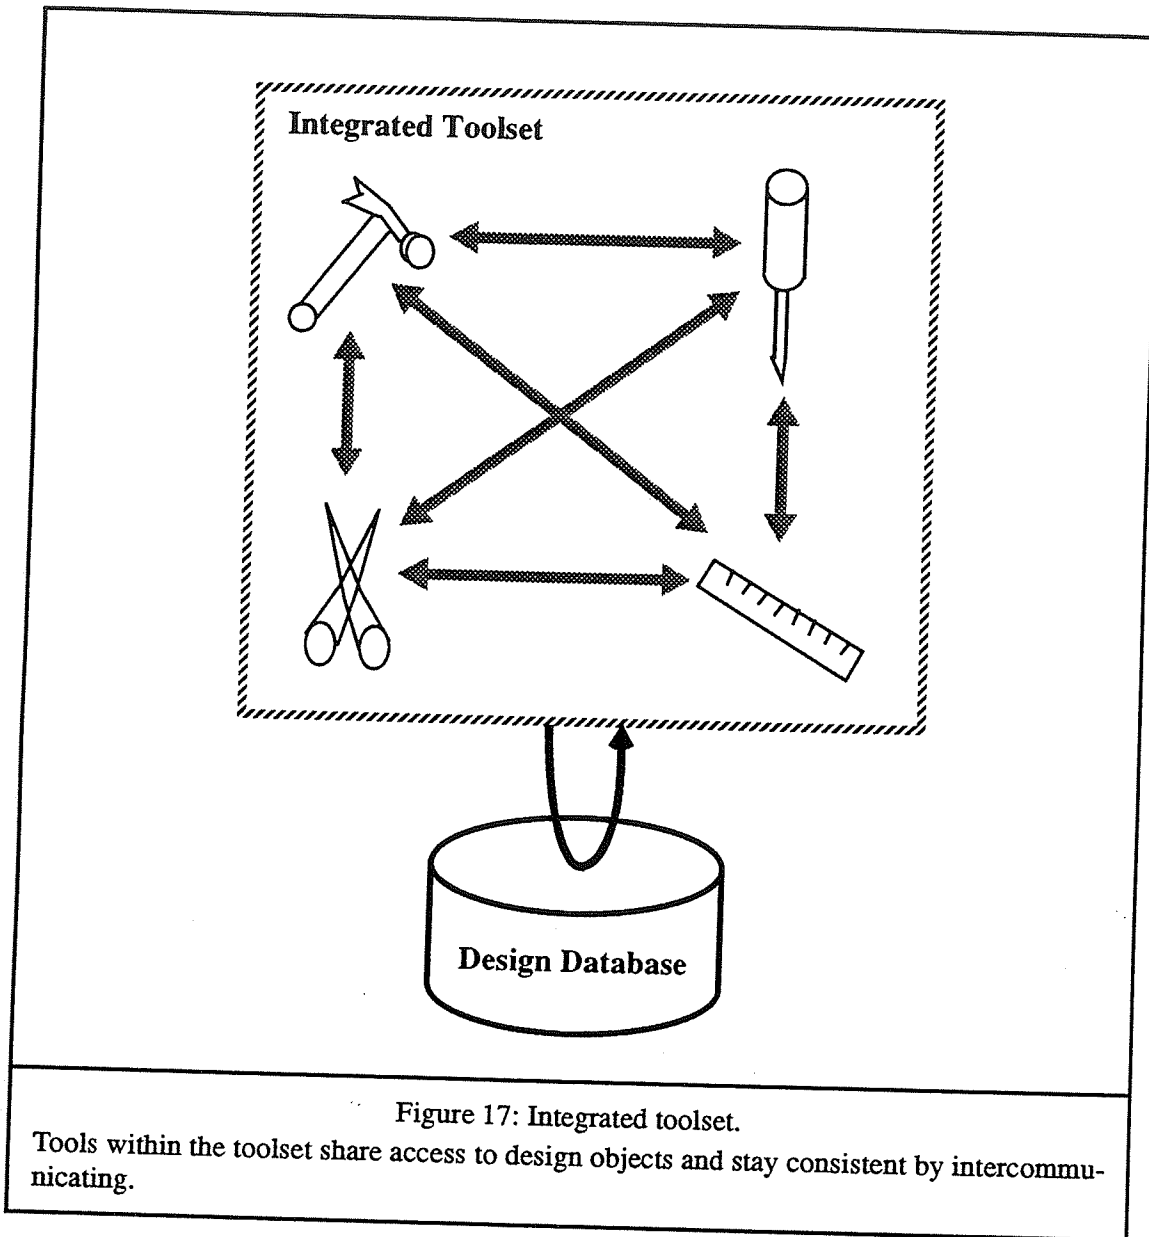 Integrated Toolset
Design Database
Figure 17: Integrated toolset.
Tools within the toolset share access to design objects and stay consistent by intercommu-
nicating.